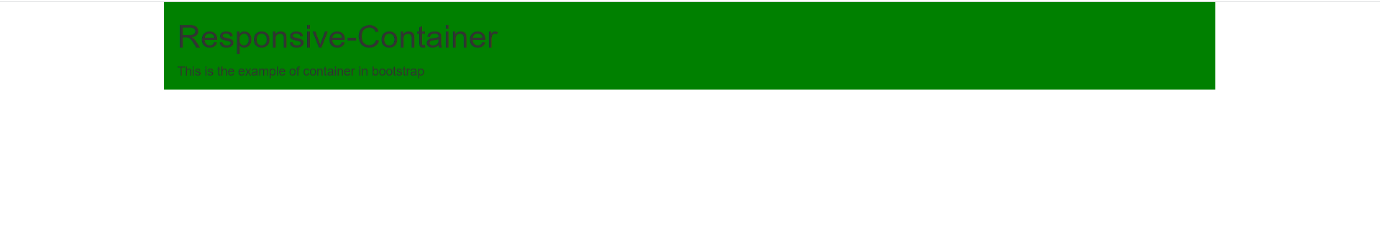 Responsive-Container
This is the example of container in bootstrap